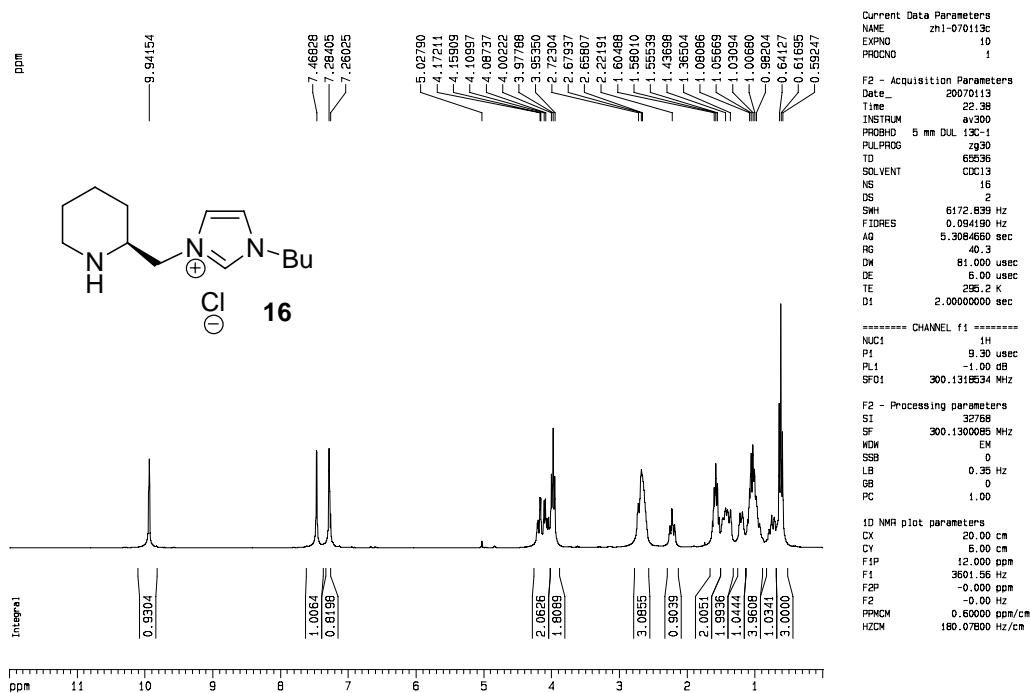 ppm
9.94154
7.46828
7.28405
7.26025
5.02790
4.17211
4.15909
4.10997
4.08737
4.00222
3.97788
3.95350
2.72304
2.67937
2.65807
2.22191
1.60488
1.58010
1.55539
1.43698
1.36504
1.08086
1.05669
1.03094
1.00680
0.98204
0.64127
0.61695
0.59247
N
H
N
+
N
Bu
Cl
−
16
Integral
0.9304
1.0064
0.8198
2.0626
1.8089
3.0855
0.9939
2.0051
1.9936
1.0444
3.9608
1.0341
3.0000
ppm 11 10 9 8 7 6 5 4 3 2 1
Current Data Parameters
NAME zhl-070113c
EXPNO 10
PROCNO 1
F2 - Acquisition Parameters
Date_ 20070113
Time 22.38
INSTRUM av300
PROBHD 5 mm DUL 13C-1
PULPROG zg30
TD 65536
SOLVENT CDCl3
NS 16
DS 2
SWH 6172.839 Hz
FIDRES 0.094190 Hz
AQ 5.3084660 sec
RG 40.3
DW 81.000 usec
DE 6.00 usec
TE 295.2 K
D1 2.00000000 sec
======== CHANNEL f1 ========
NUC1 1H
P1 9.30 usec
PL1 -1.00 dB
SFO1 300.1318534 MHz
F2 - Processing parameters
SI 32768
SF 300.1300085 MHz
WDW EM
SSB 0
LB 0.35 Hz
GB 0
PC 1.00
1D NMR plot parameters
CX 20.00 cm
CY 6.00 cm
F1P 12.000 ppm
F1 3601.56 Hz
F2P -0.000 ppm
F2 -0.00 Hz
PPMCM 0.60000 ppm/cm
HZCM 180.07800 Hz/cm